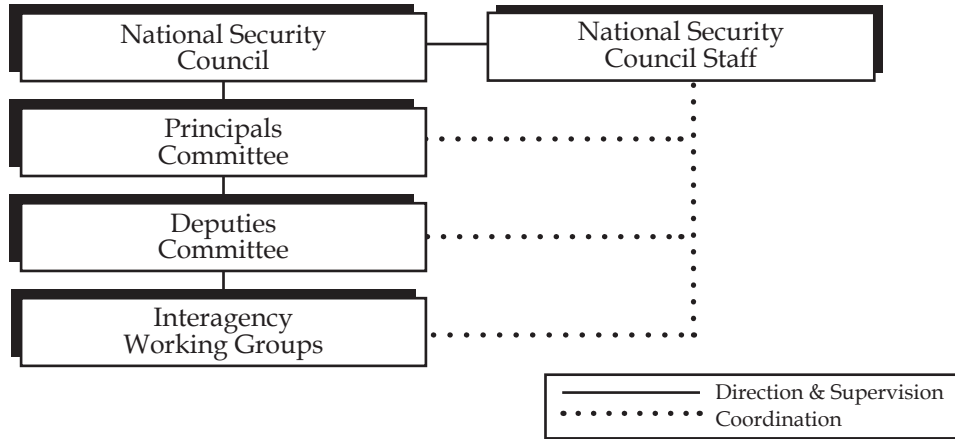 National Security
Council
National Security
Council Staff
Principals
Committee
Deputies
Committee
Interagency
Working Groups
Direction & Supervision
Coordination